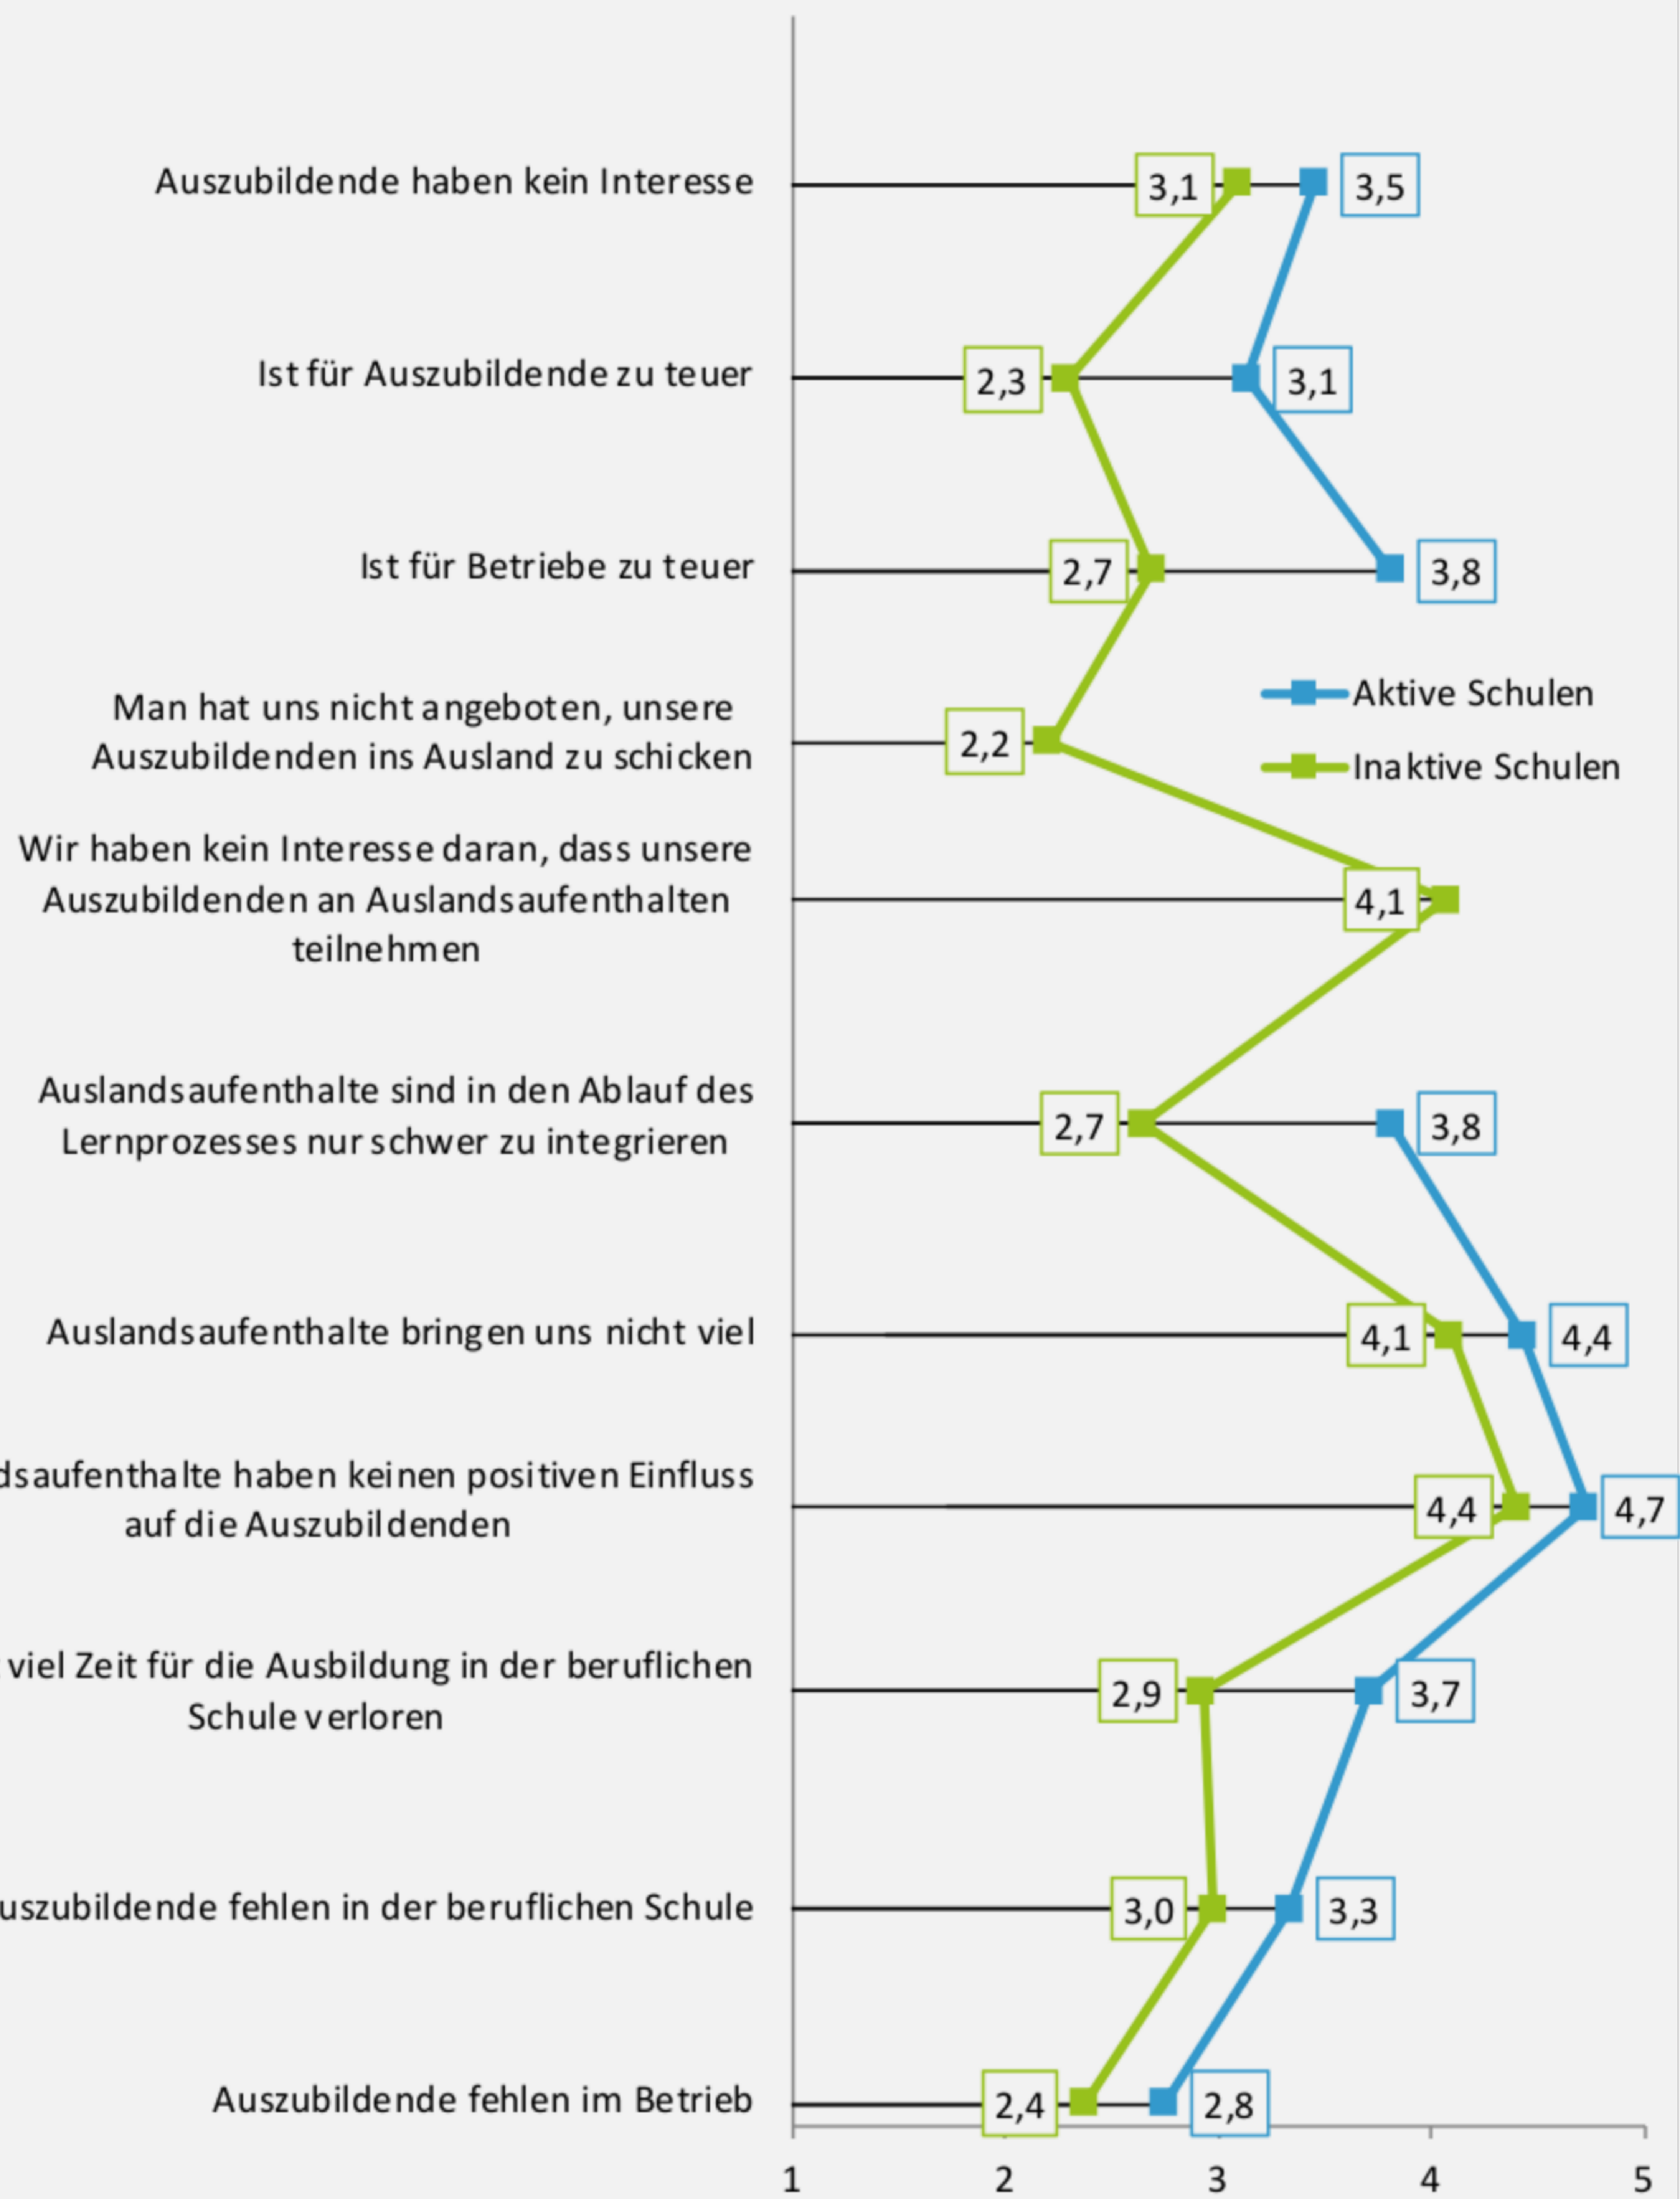 Auszubildende haben kein Interesse
3,1
3,5
Ist für Auszubildende zu teuer
2,3
3,1
Ist für Betriebe zu teuer
2,7
3,8
Man hat uns nicht angeboten, unsere
Auszubildenden ins Ausland zu schicken
2,2
Aktive Schulen
Inaktive Schulen
Wir haben kein Interesse daran, dass unsere
Auszubildenden an Auslandsaufenthalten
teilnehmen
4,1
Auslandsaufenthalte sind in den Ablauf des
Lernprozesses nur schwer zu integrieren
2,7
3,8
Auslandsaufenthalte bringen uns nicht viel
4,1
4,4
dsaufenthalte haben keinen positiven Einfluss
auf die Auszubildenden
4,4
4,7
viel Zeit für die Ausbildung in der beruflichen
Schule verloren
2,9
3,7
uszubildende fehlen in der beruflichen Schule
3,0
3,3
Auszubildende fehlen im Betrieb
2,4
2,8
1 2 3 4 5